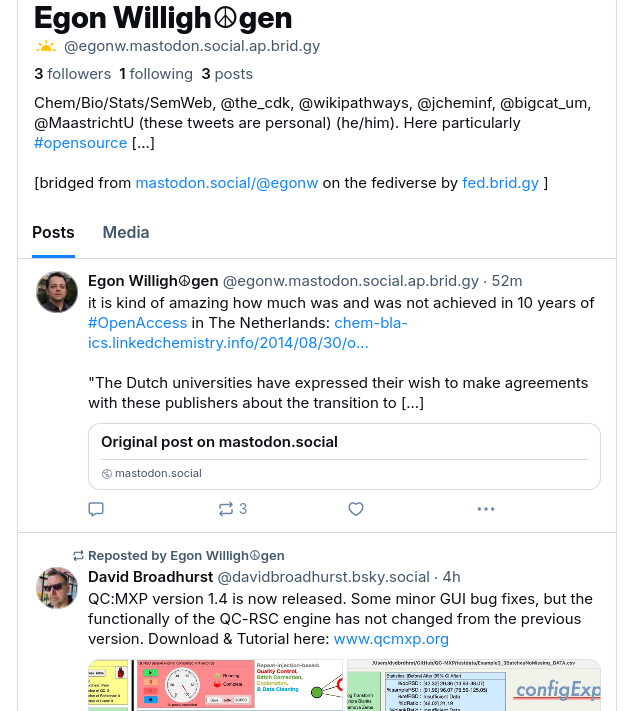 Egon Willigh☮gen
@egonw.mastodon.social.ap.brid.gy
3 followers 1 following 3 posts
Chem/Bio/Stats/SemWeb, @the_cdk, @wikipathways, @jcheminf, @bigcat_um,
@MaastrichtU (these tweets are personal) (he/him). Here particularly
#opensource [...]
[bridged from mastodon.social/@egonw on the fediverse by fed.brid.gy ]
Posts Media
Egon Willigh☮gen @egonw.mastodon.social.ap.brid.gy · 52m
it is kind of amazing how much was and was not achieved in 10 years of
#OpenAccess in The Netherlands: chem-bla-
ics.linkedchemistry.info/2014/08/30/o...
"The Dutch universities have expressed their wish to make agreements
with these publishers about the transition to [...]
Original post on mastodon.social
mastodon.social
3
Reposted by Egon Willigh☮gen
David Broadhurst @davidbroadhurst.bsky.social · 4h
QC:MXP version 1.4 is now released. Some minor GUI bug fixes, but the
functionally of the QC-RSC engine has not changed from the previous
version. Download & Tutorial here: www.qcmxp.org
Repeat-injection-based:
Quality Control,
Batch Correction,
Exploration,
& Data Cleaning
Running
Complete
configExp